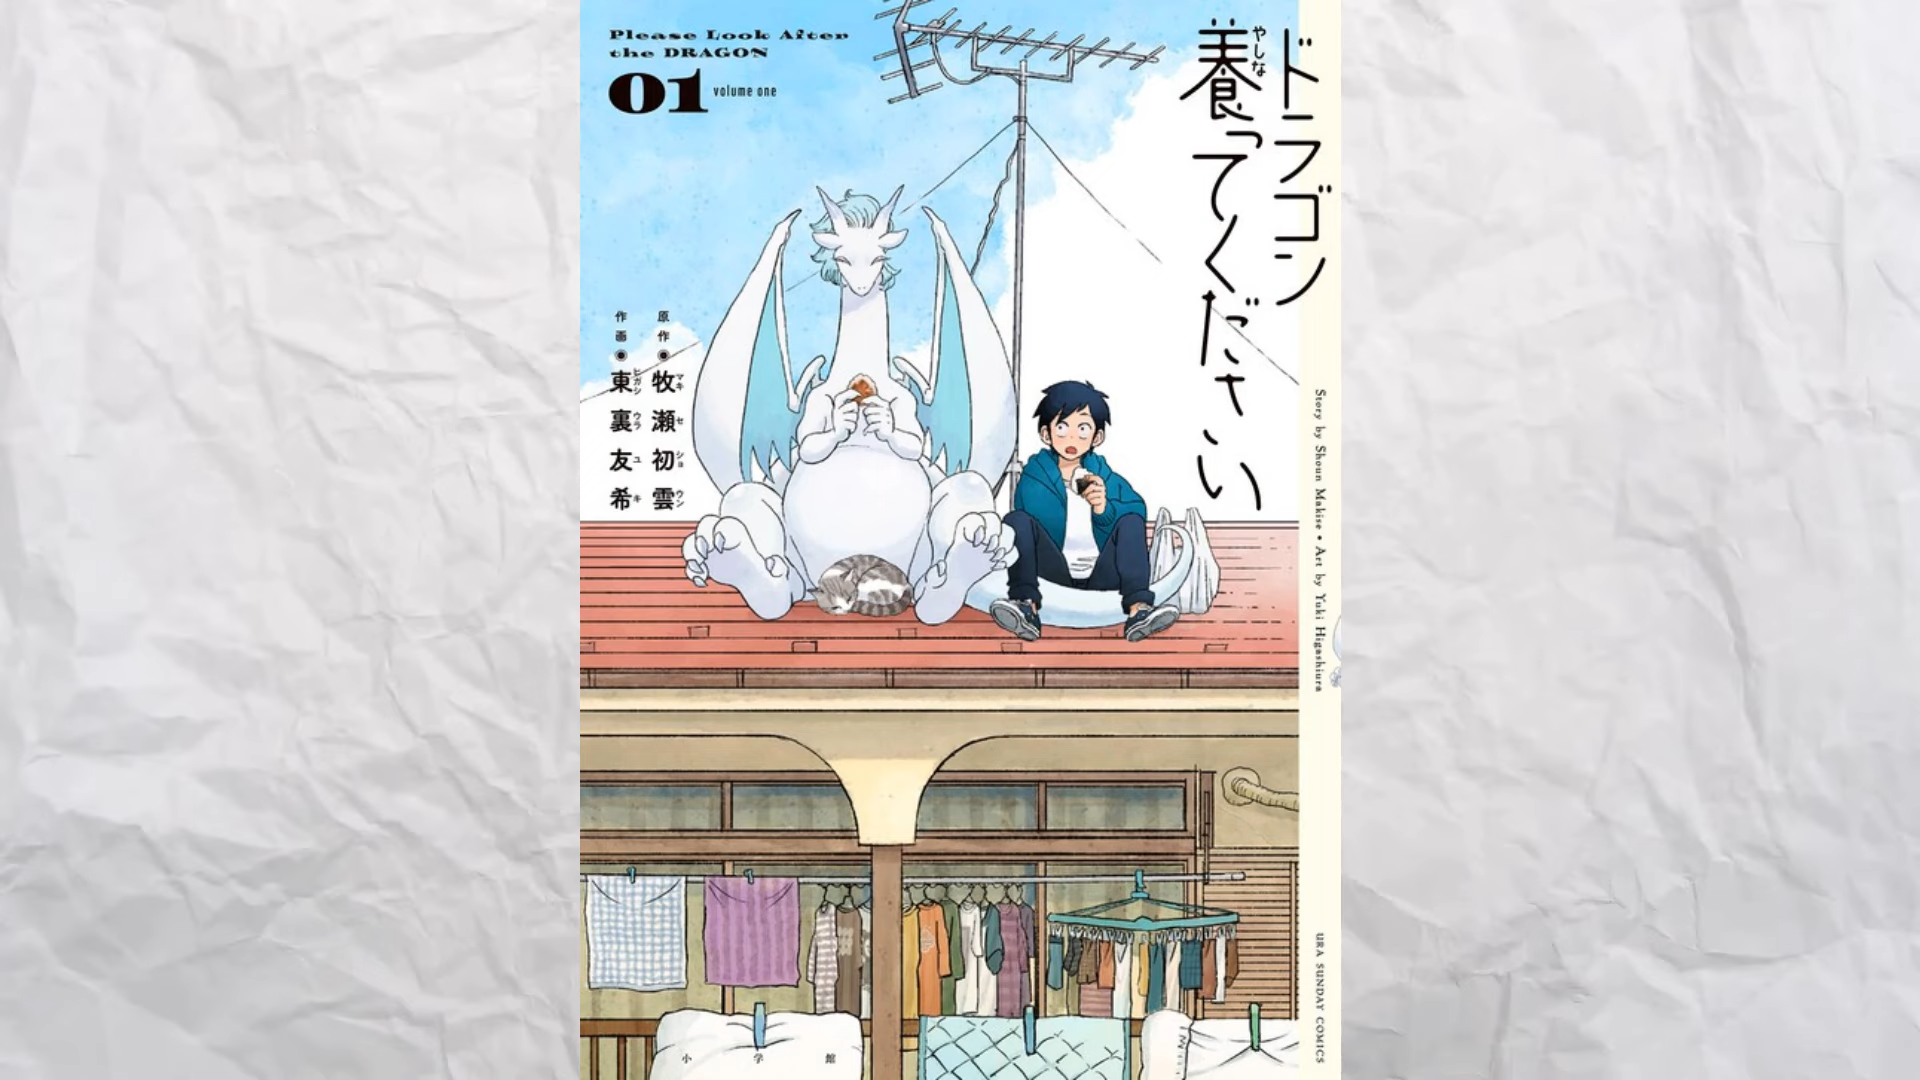 Please Look After
the DRAGON
01 volume one
ドラゴン
養ってください
やしな
原作◉牧瀬初雲
マキセショウン
作画◉東裏友希
ヒガシウラユキ
Story by Shoun Makise • Art by Yuki Higashiura
URA SUNDAY COMICS
小学館